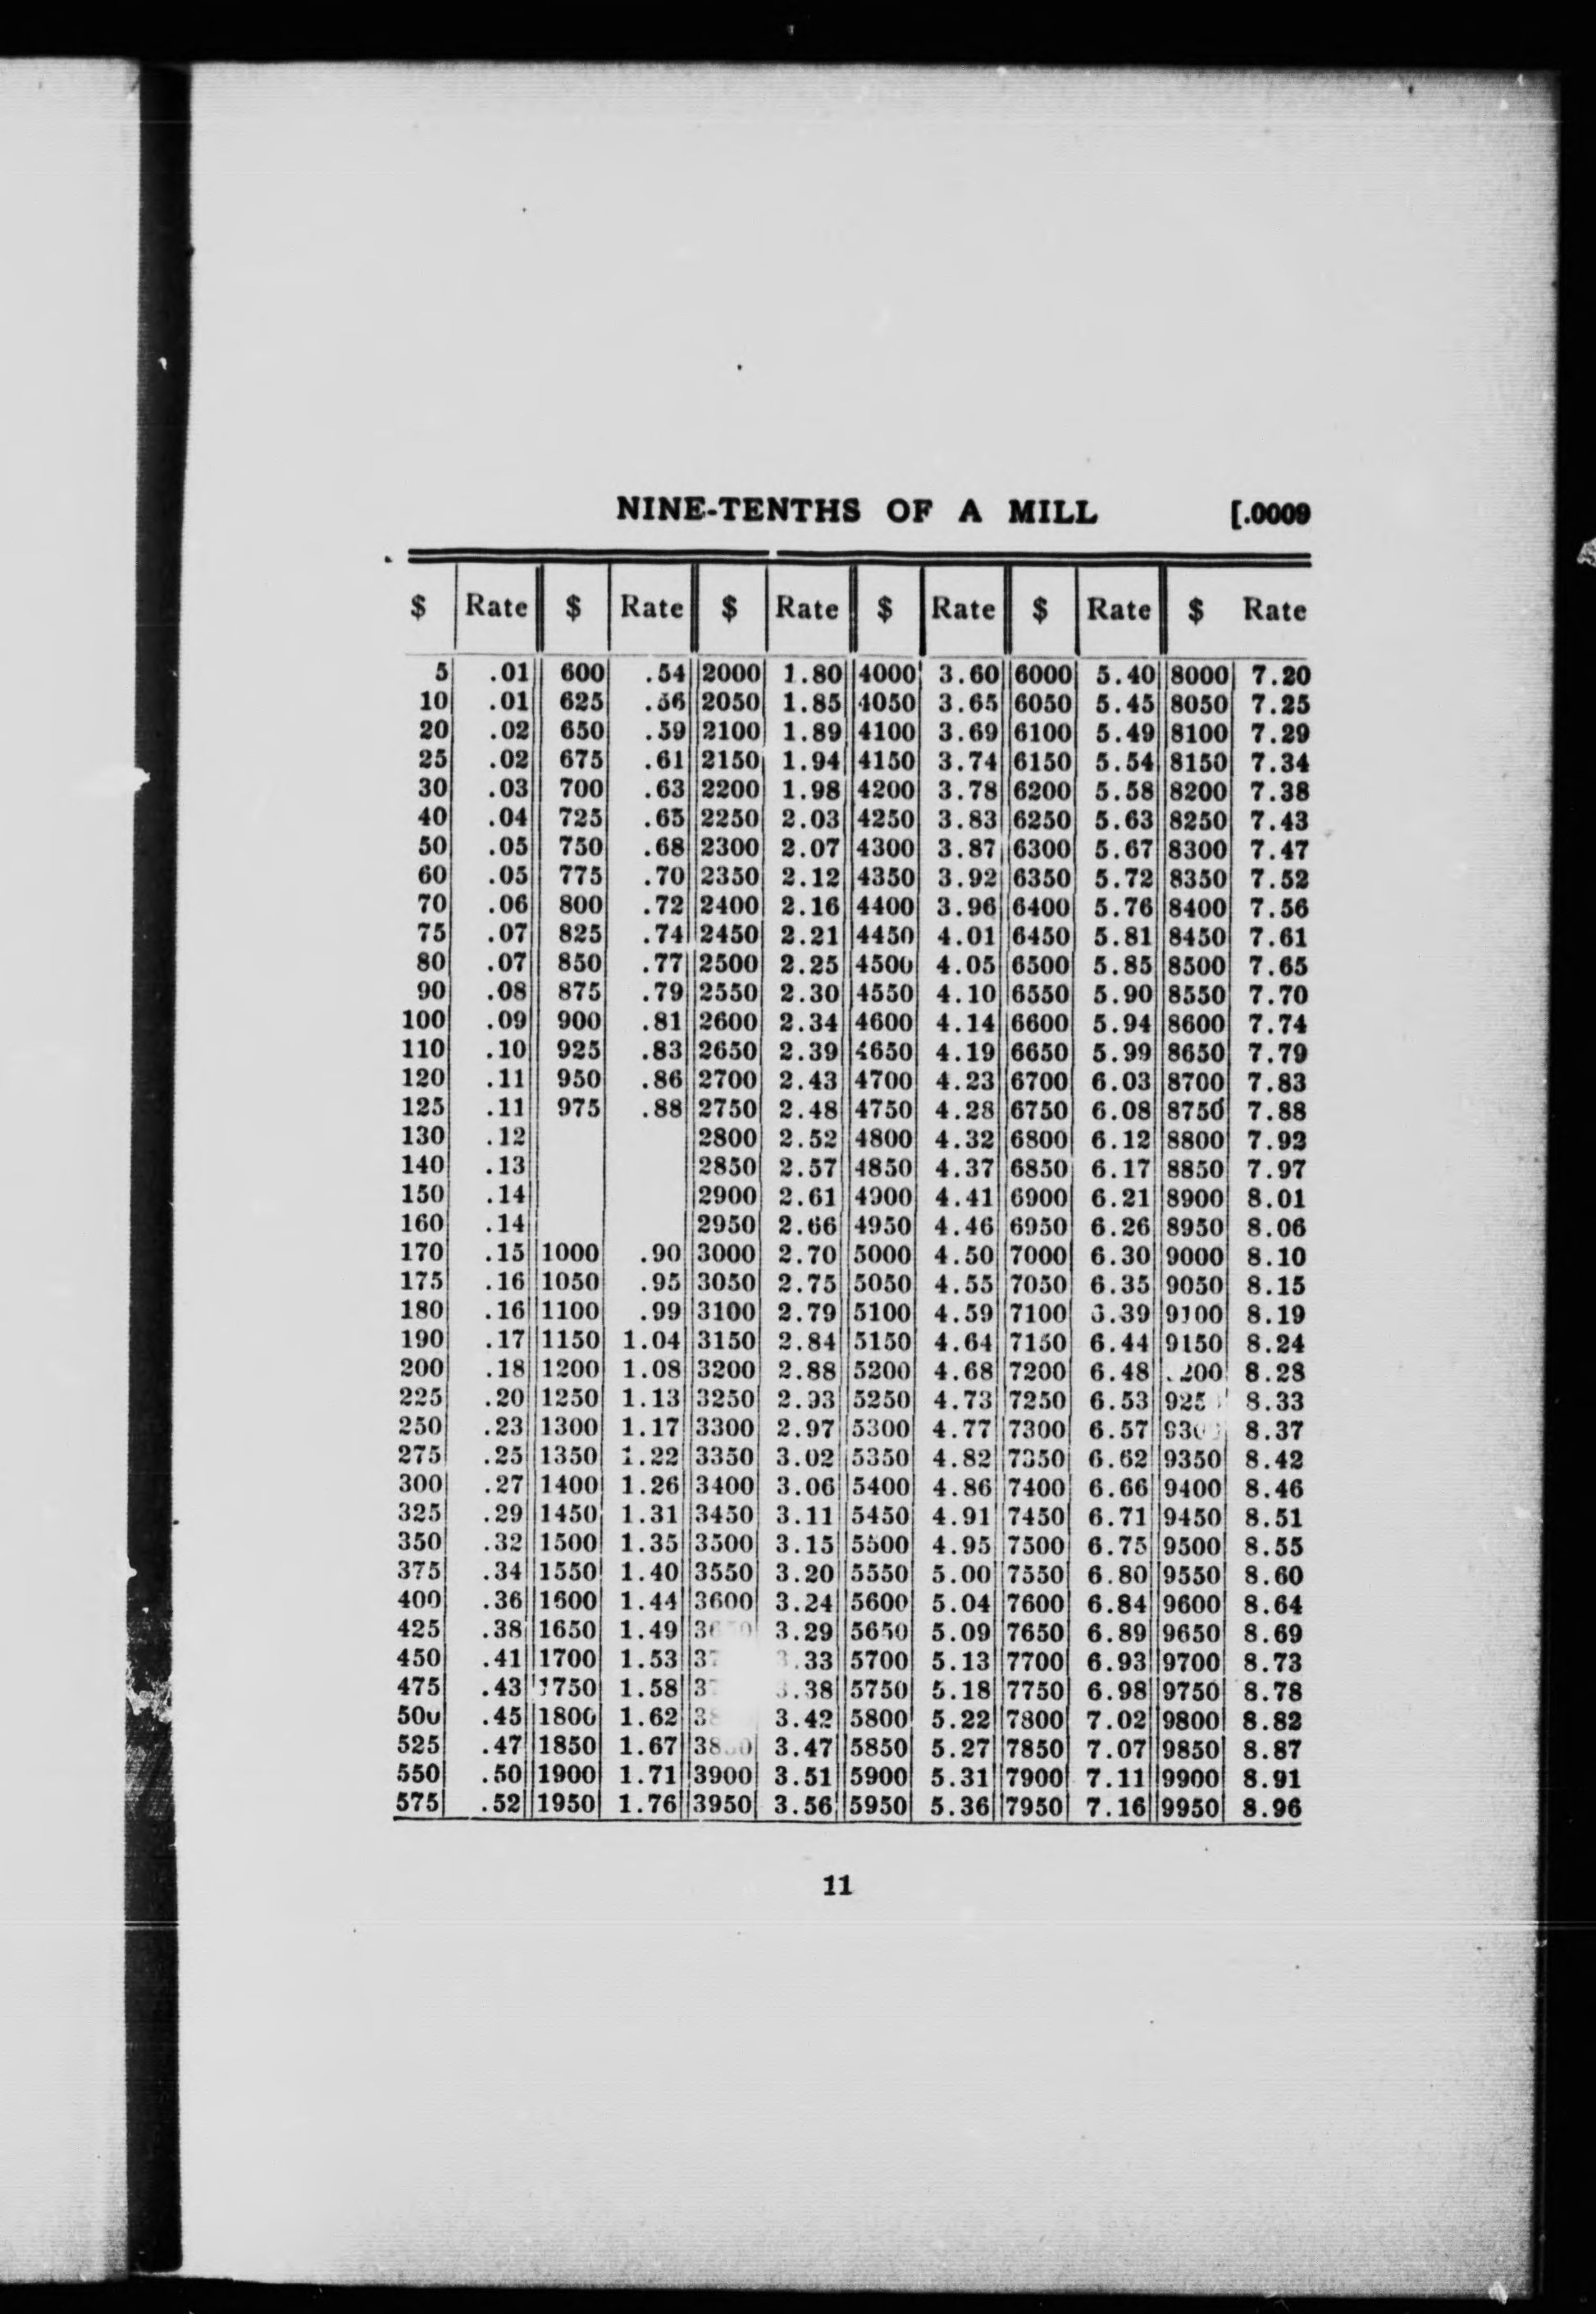 NINE-TENTHS OF A MILL [.0009
$ Rate $ Rate $ Rate $ Rate $ Rate $ Rate
5 .01 600 .54 2000 1.80 4000 3.60 6000 5.40 8000 7.20
10 .01 625 .56 2050 1.85 4050 3.65 6050 5.45 8050 7.25
20 .02 650 .59 2100 1.89 4100 3.69 6100 5.49 8100 7.29
25 .02 675 .61 2150 1.94 4150 3.74 6150 5.54 8150 7.34
30 .03 700 .63 2200 1.98 4200 3.78 6200 5.58 8200 7.38
40 .04 725 .65 2250 2.03 4250 3.83 6250 5.63 8250 7.43
50 .05 750 .68 2300 2.07 4300 3.87 6300 5.67 8300 7.47
60 .05 775 .70 2350 2.12 4350 3.92 6350 5.72 8350 7.52
70 .06 800 .72 2400 2.16 4400 3.96 6400 5.76 8400 7.56
75 .07 825 .74 2450 2.21 4450 4.01 6450 5.81 8450 7.61
80 .07 850 .77 2500 2.25 4500 4.05 6500 5.85 8500 7.65
90 .08 875 .79 2550 2.30 4550 4.10 6550 5.90 8550 7.70
100 .09 900 .81 2600 2.34 4600 4.14 6600 5.94 8600 7.74
110 .10 925 .83 2650 2.39 4650 4.19 6650 5.99 8650 7.79
120 .11 950 .86 2700 2.43 4700 4.23 6700 6.03 8700 7.83
125 .11 975 .88 2750 2.48 4750 4.28 6750 6.08 8750 7.88
130 .12 2800 2.52 4800 4.32 6800 6.12 8800 7.92
140 .13 2850 2.57 4850 4.37 6850 6.17 8850 7.97
150 .14 2900 2.61 4900 4.41 6900 6.21 8900 8.01
160 .14 2950 2.66 4950 4.46 6950 6.26 8950 8.06
170 .15 1000 .90 3000 2.70 5000 4.50 7000 6.30 9000 8.10
175 .16 1050 .95 3050 2.75 5050 4.55 7050 6.35 9050 8.15
180 .16 1100 .99 3100 2.79 5100 4.59 7100 6.39 9100 8.19
190 .17 1150 1.04 3150 2.84 5150 4.64 7150 6.44 9150 8.24
200 .18 1200 1.08 3200 2.88 5200 4.68 7200 6.48 8.28
225 .20 1250 1.13 3250 2.93 5250 4.73 7250 6.53 8.33
250 .23 1300 1.17 3300 2.97 5300 4.77 7300 6.57 8.37
275 .25 1350 1.22 3350 3.02 5350 4.82 7350 6.62 9350 8.42
300 .27 1400 1.26 3400 3.06 5400 4.86 7400 6.66 9400 8.46
325 .29 1450 1.31 3450 3.11 5450 4.91 7450 6.71 9450 8.51
350 .32 1500 1.35 3500 3.15 5500 4.95 7500 6.75 9500 8.55
375 .34 1550 1.40 3550 3.20 5550 5.00 7550 6.80 9550 8.60
400 .36 1600 1.44 3600 3.24 5600 5.04 7600 6.84 9600 8.64
425 .38 1650 1.49 3.29 5650 5.09 7650 6.89 9650 8.69
450 .41 1700 1.53 5700 5.13 7700 6.93 9700 8.73
475 .43 1750 1.58 5750 5.18 7750 6.98 9750 8.78
500 .45 1800 1.62 3.42 5800 5.22 7800 7.02 9800 8.82
525 .47 1850 1.67 3.47 5850 5.27 7850 7.07 9850 8.87
550 .50 1900 1.71 3900 3.51 5900 5.31 7900 7.11 9900 8.91
575 .52 1950 1.76 3950 3.56 5950 5.36 7950 7.16 9950 8.96
11